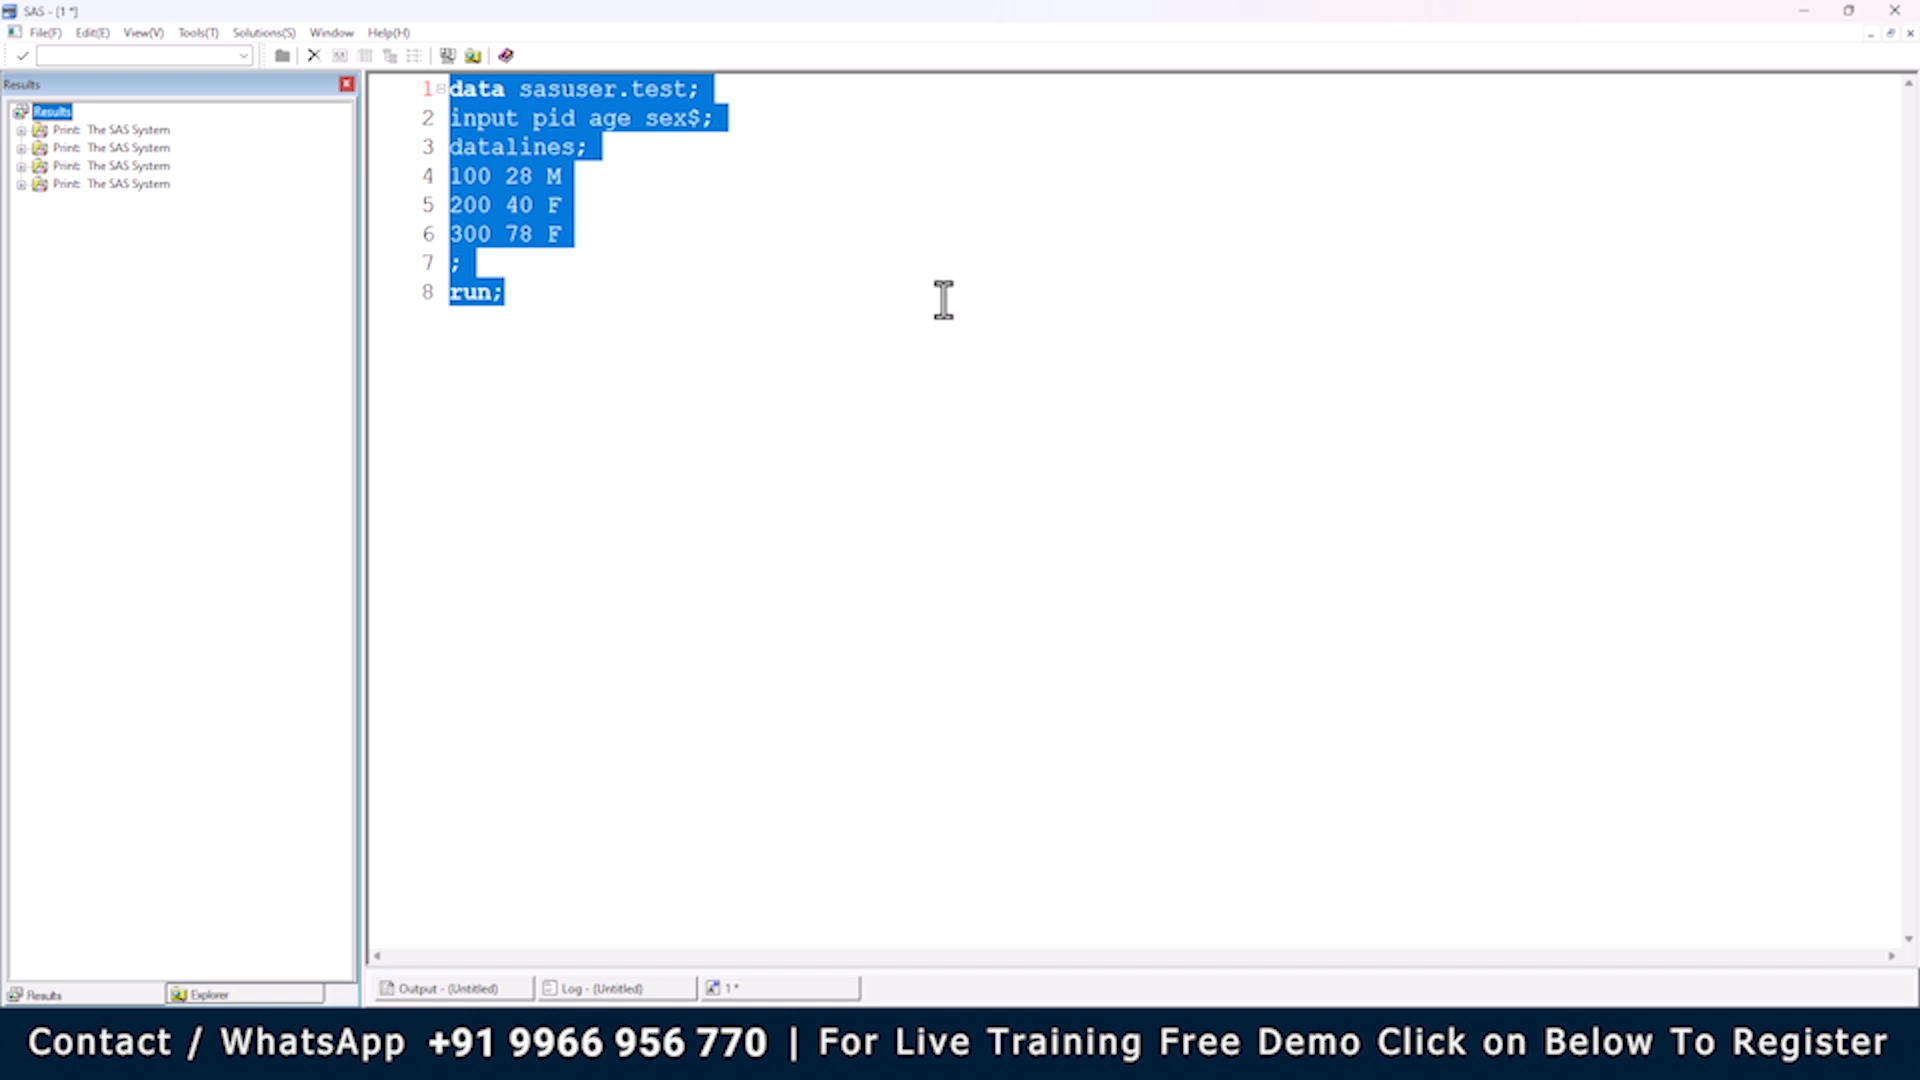 SAS - [1 *]
File(F) Edit(E) View(V) Tools(T) Solutions(S) Window Help(H)
Results
Results
Print: The SAS System
Print: The SAS System
Print: The SAS System
Print: The SAS System
1 data sasuser.test;
2 input pid age sex$;
3 datalines;
4 100 28 M
5 200 40 F
6 300 78 F
7 ;
8 run;
Results Explorer
Output - (Untitled) Log - (Untitled) 1 *
Contact / WhatsApp +91 9966 956 770 | For Live Training Free Demo Click on Below To Register